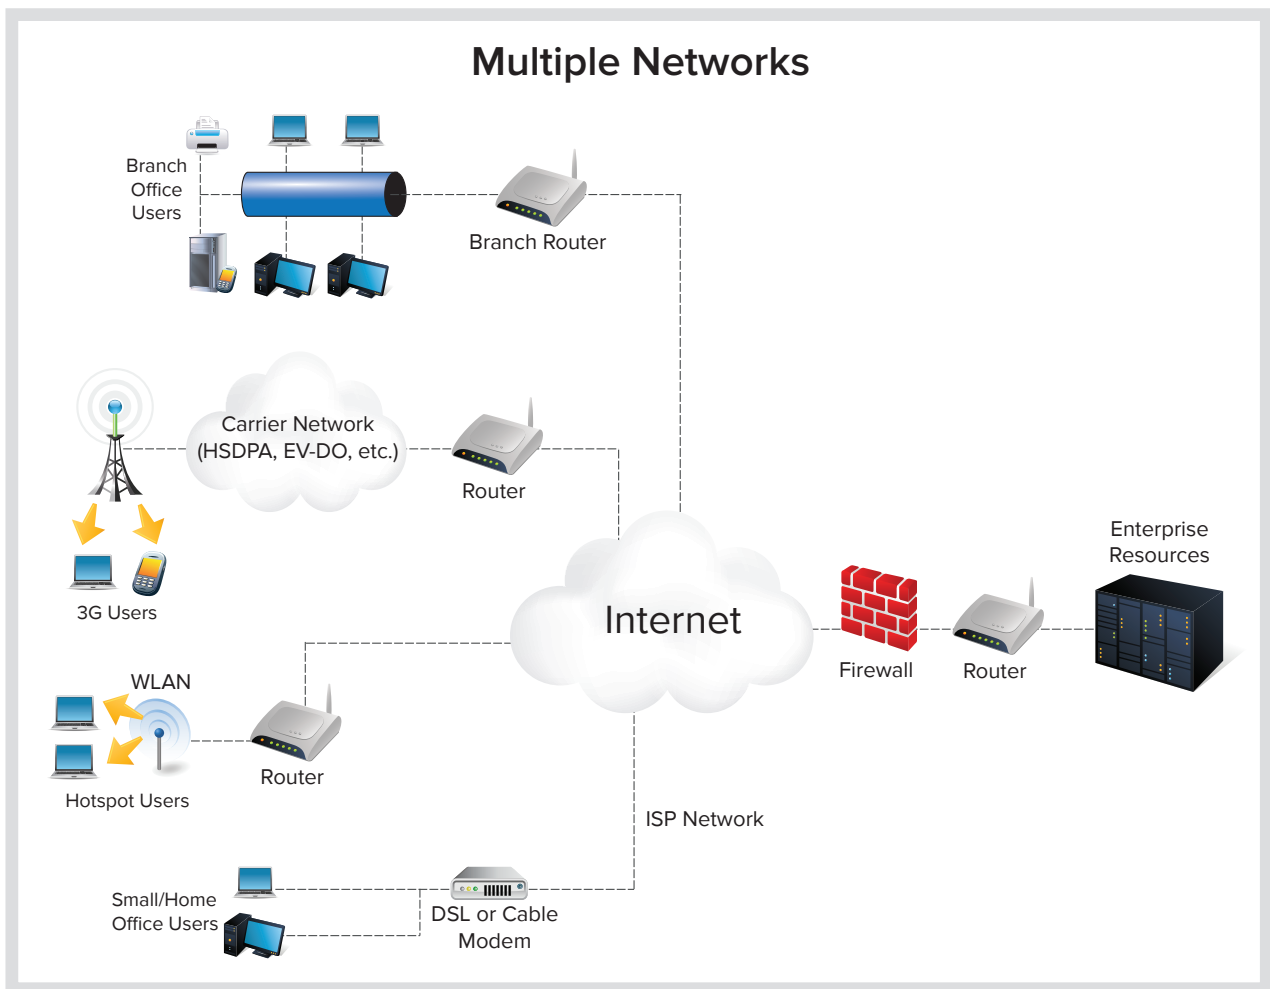 Multiple Networks
Branch
Office
Users
Branch Router
Carrier Network
(HSDPA, EV-DO, etc.)
Router
3G Users
Enterprise
Resources
Internet
Firewall
Router
WLAN
Hotspot Users
Router
ISP Network
Small/Home
Office Users
DSL or Cable
Modem